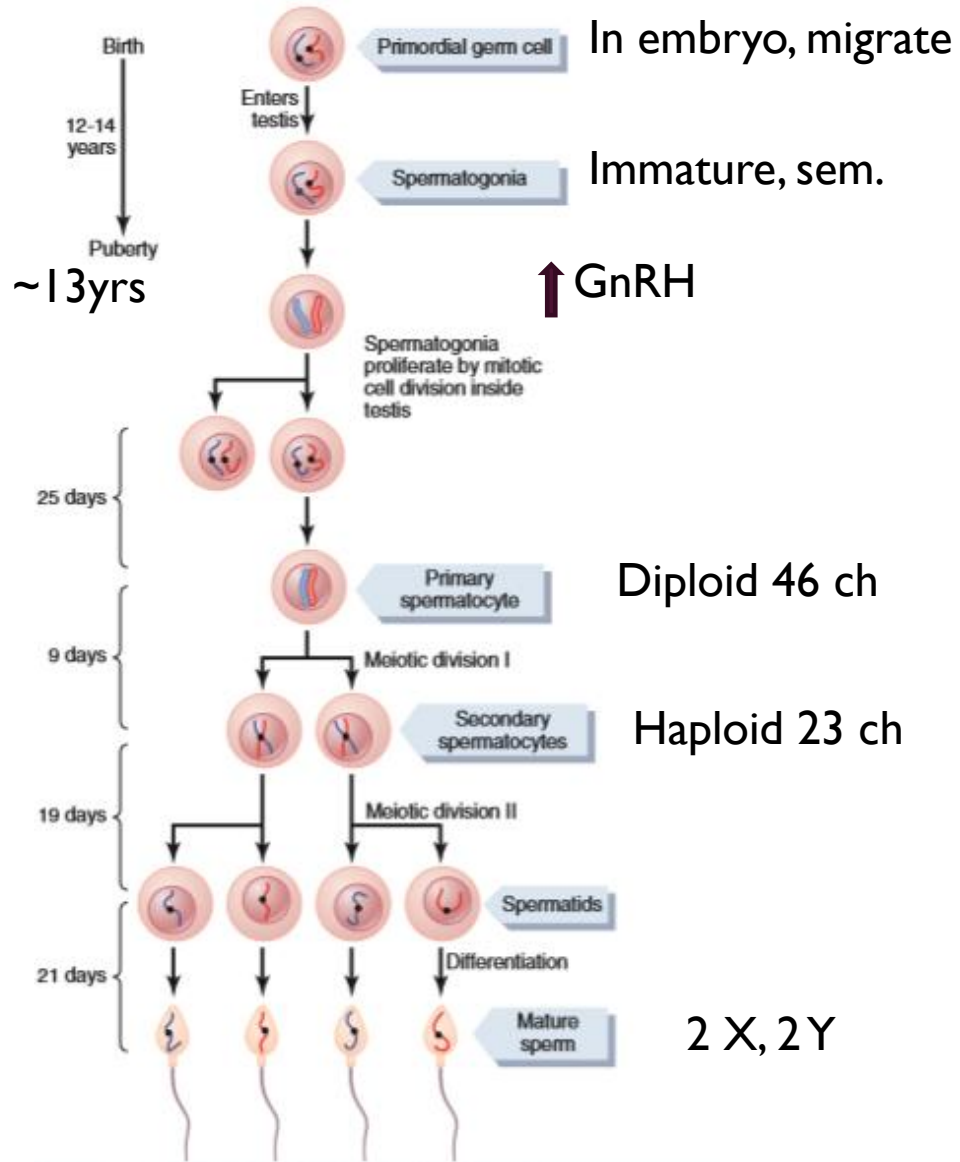 Birth
Primordial germ cell
In embryo, migrate
Enters
testis
12-14
years
Spermatogonia
Immature, sem.
Puberty
~13yrs
GnRH
Spermatogonia
proliferate by mitotic
cell division inside
testis
25 days
Primary
spermatocyte
Diploid 46 ch
9 days
Meiotic division I
Secondary
spermatocytes
Haploid 23 ch
19 days
Meiotic division II
Spermatids
21 days
Differentiation
Mature
sperm
2 X, 2 Y